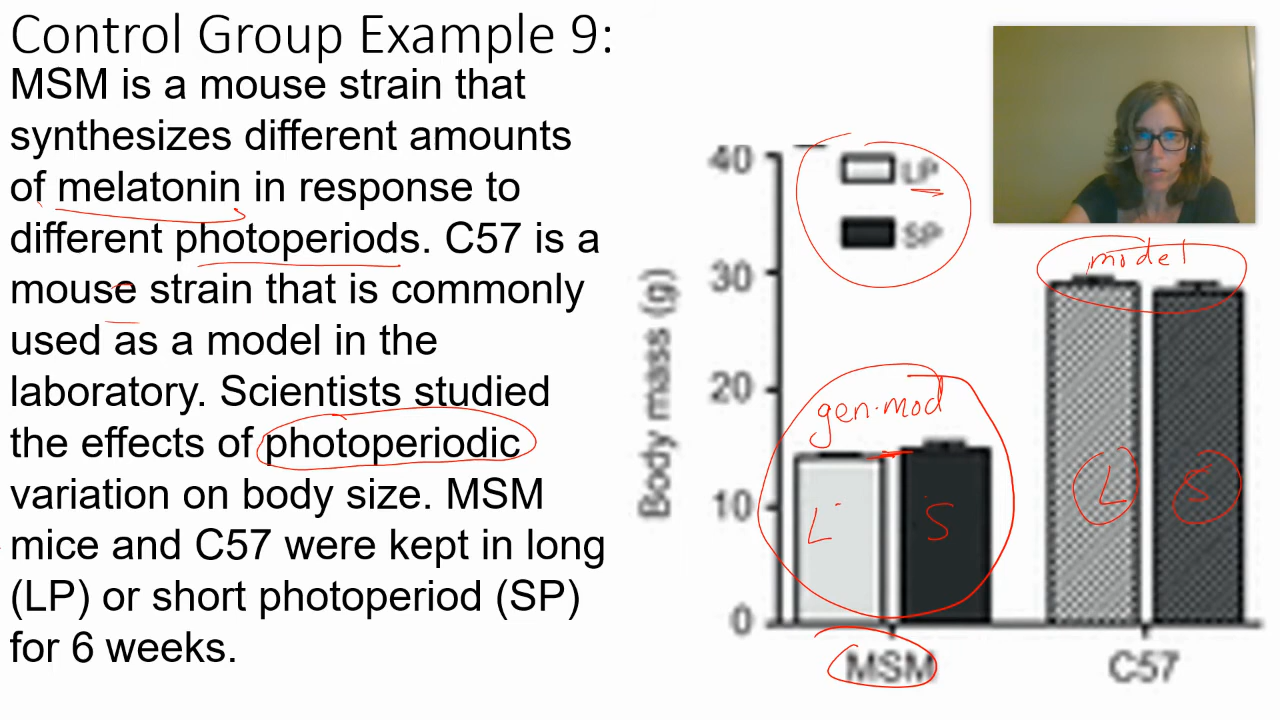 Control Group Example 9:
MSM is a mouse strain that
synthesizes different amounts
of melatonin in response to
different photoperiods. C57 is a
mouse strain that is commonly
used as a model in the
laboratory. Scientists studied
the effects of photoperiodic
variation on body size. MSM
mice and C57 were kept in long
(LP) or short photoperiod (SP)
for 6 weeks.
Body mass (g)
40
30
20
10
0
LP
SP
model
gen.mod
L
S
L
S
MSM
C57